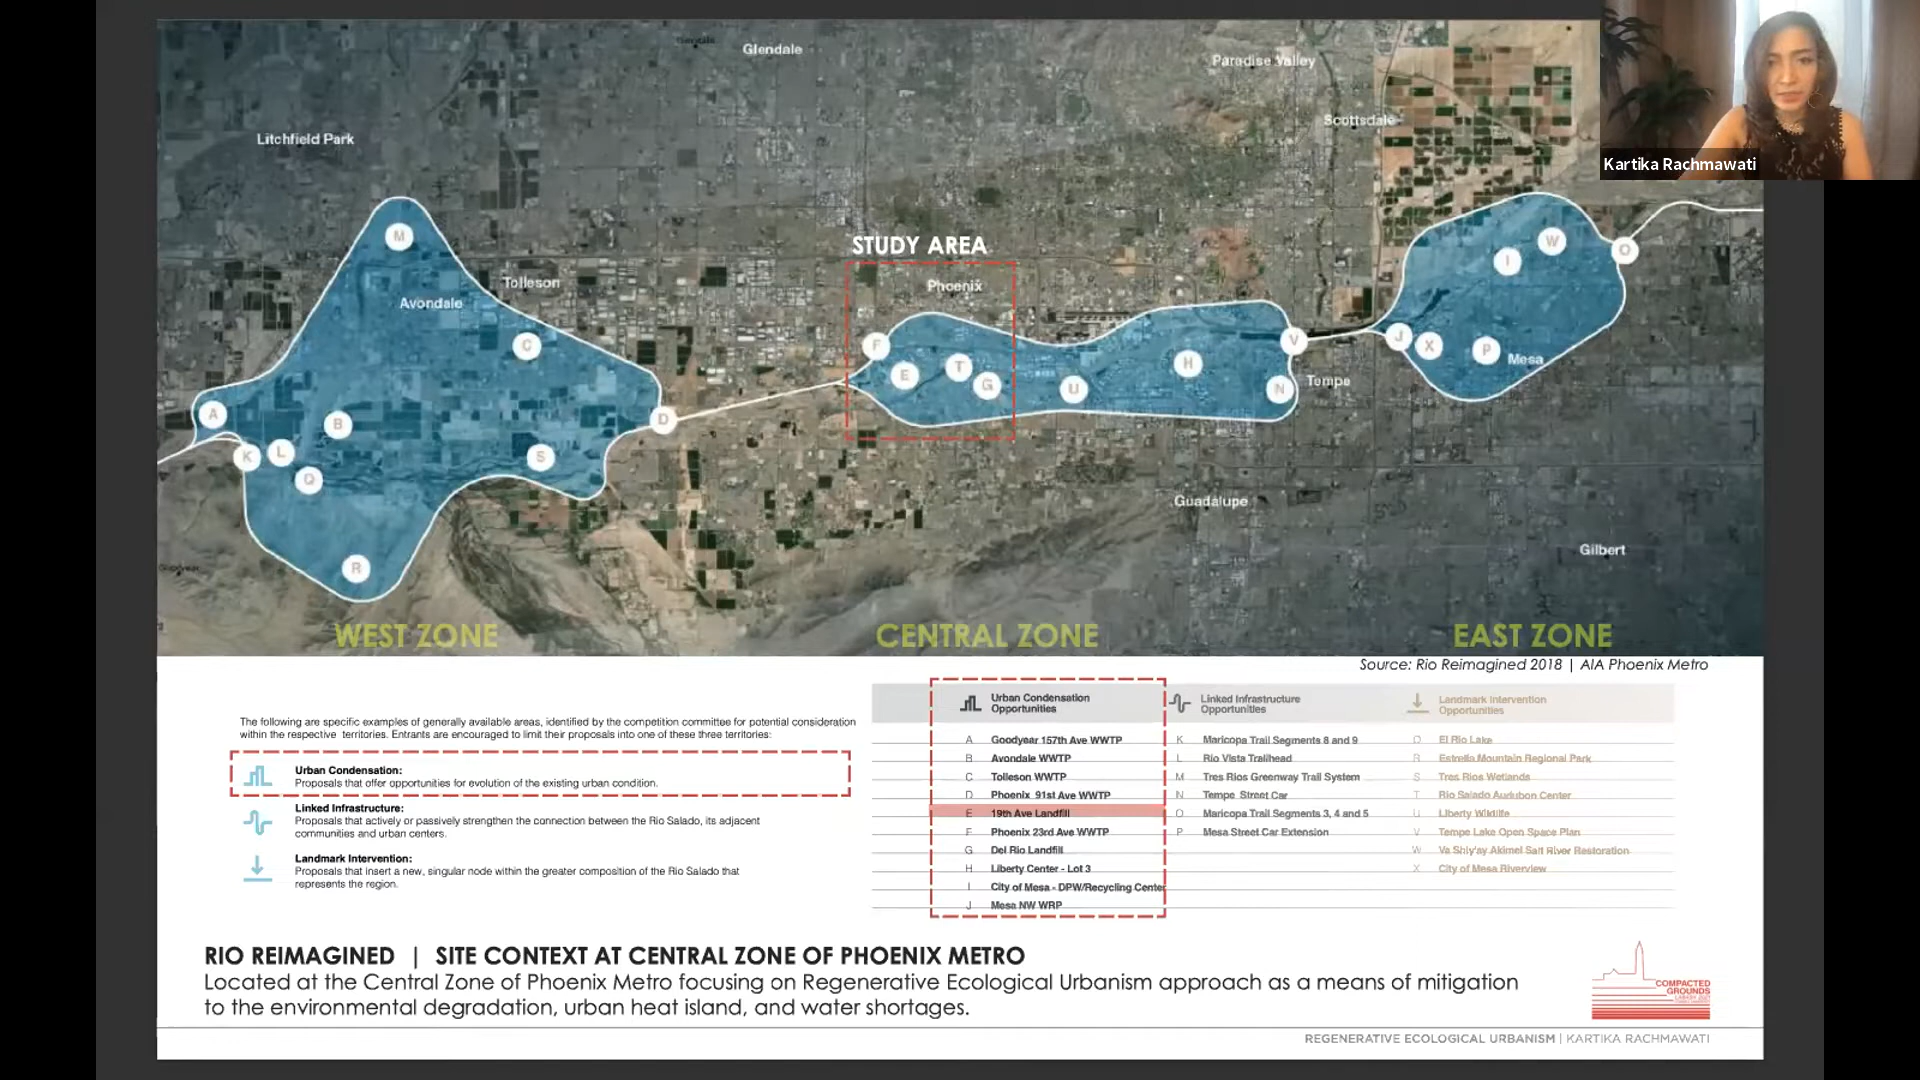 Glendale
Paradise Valley
Scottsdale
Litchfield Park
Kartika Rachmawati
STUDY AREA
Phoenix
Tolleson
Avondale
M
C
A
B
K
L
Q
S
R
D
F
E
T
G
U
H
V
N
Tempe
J
X
P
Mesa
I
W
O
Guadalupe
Gilbert
WEST ZONE
CENTRAL ZONE
EAST ZONE
Source: Rio Reimagined 2018 | AIA Phoenix Metro
The following are specific examples of generally available areas, identified by the competition committee for potential consideration
within the respective territories. Entrants are encouraged to limit their proposals into one of these three territories:
Urban Condensation:
Proposals that offer opportunities for evolution of the existing urban condition.
Linked Infrastructure:
Proposals that actively or passively strengthen the connection between the Rio Salado, its adjacent
communities and urban centers.
Landmark Intervention:
Proposals that insert a new, singular node within the greater composition of the Rio Salado that
represents the region.
Urban Condensation
Opportunities
A Goodyear 157th Ave WWTP
B Avondale WWTP
C Tolleson WWTP
D Phoenix 91st Ave WWTP
E 19th Ave Landfill
F Phoenix 23rd Ave WWTP
G Del Rio Landfill
H Liberty Center - Lot 3
I City of Mesa - DPW/Recycling Center
J Mesa NW WRP
Linked Infrastructure
Opportunities
K Maricopa Trail Segments 8 and 9
L Rio Vista Trailhead
M Tres Rios Greenway Trail System
N Tempe Street Car
O Maricopa Trail Segments 3, 4 and 5
P Mesa Street Car Extension
Landmark Intervention
Opportunities
Q El Rio Lake
R Estrella Mountain Regional Park
S Tres Rios Wetlands
T Rio Salado Audubon Center
U Liberty Wildlife
V Tempe Lake Open Space Plan
W Va Shly'ay Akimel Salt River Restoration
X City of Mesa Riverview
RIO REIMAGINED | SITE CONTEXT AT CENTRAL ZONE OF PHOENIX METRO
Located at the Central Zone of Phoenix Metro focusing on Regenerative Ecological Urbanism approach as a means of mitigation
to the environmental degradation, urban heat island, and water shortages.
COMPACTED
GROUNDS
REGENERATIVE ECOLOGICAL URBANISM | KARTIKA RACHMAWATI